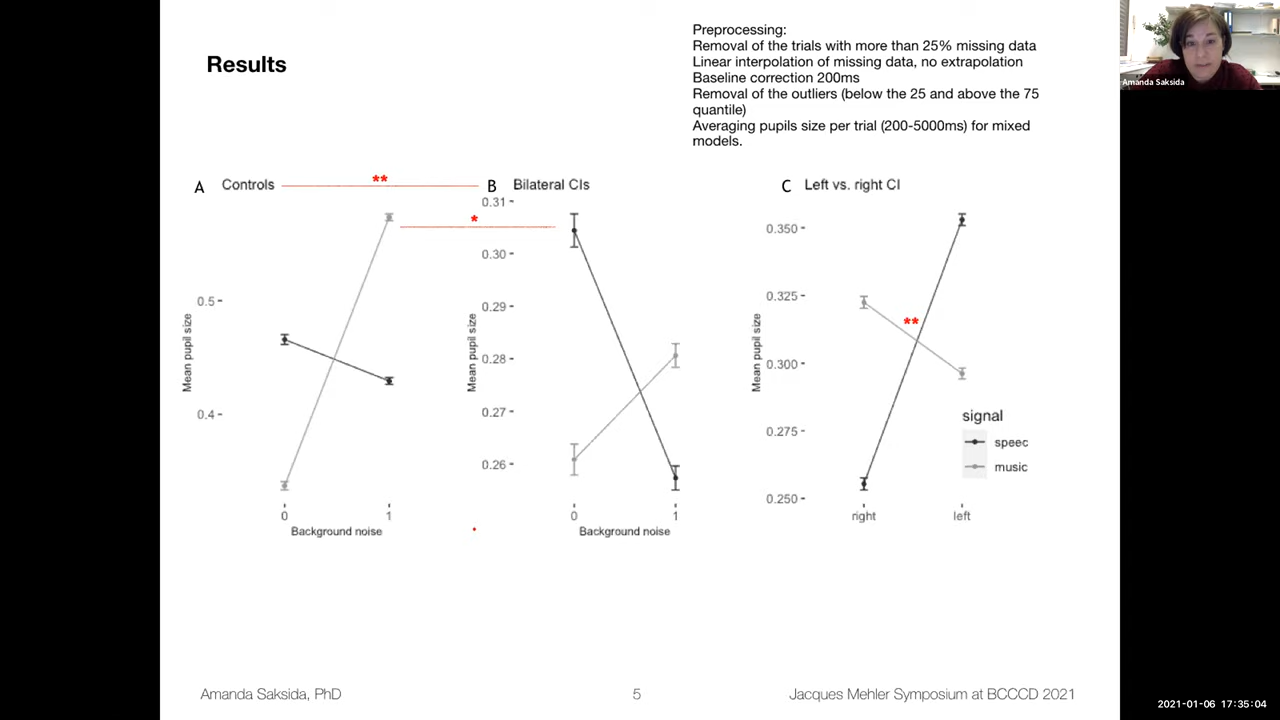 Results
Preprocessing:
Removal of the trials with more than 25% missing data
Linear interpolation of missing data, no extrapolation
Baseline correction 200ms
Removal of the outliers (below the 25 and above the 75
quantile)
Averaging pupils size per trial (200-5000ms) for mixed
models.
Amanda Saksida
A Controls
**
B Bilateral CIs
*
C Left vs. right CI
**
Mean pupil size
0.5
0.4
0
1
Background noise
Mean pupil size
0.31
0.30
0.29
0.28
0.27
0.26
0
1
Background noise
Mean pupil size
0.350
0.325
0.300
0.275
0.250
right
left
signal
speec
music
Amanda Saksida, PhD
5
Jacques Mehler Symposium at BCCCD 2021
2021-01-06 17:35:04